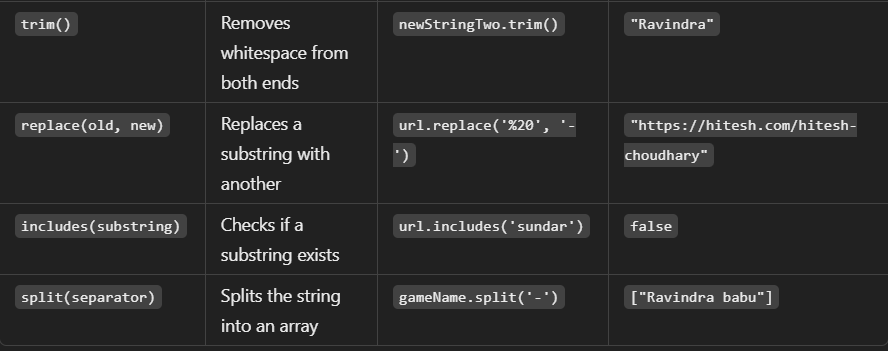 trim()
Removes
whitespace from
both ends
newStringTwo.trim()
"Ravindra"
replace(old, new)
Replaces a
substring with
another
url.replace('%20', '-
')
"https://hitesh.com/hitesh-
choudhary"
includes(substring)
Checks if a
substring exists
url.includes('sundar')
false
split(separator)
Splits the string
into an array
gameName.split('-')
["Ravindra babu"]